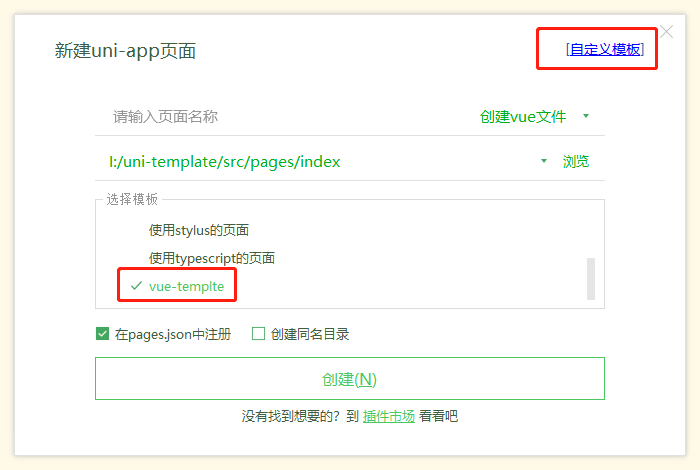 新建uni-app页面
[自定义模板]
请输入页面名称 创建vue文件
I:/uni-template/src/pages/index 浏览
选择模板
使用stylus的页面
使用typescript的页面
vue-templte
在pages.json中注册 创建同名目录
创建(N)
没有找到想要的？到 插件市场 看看吧